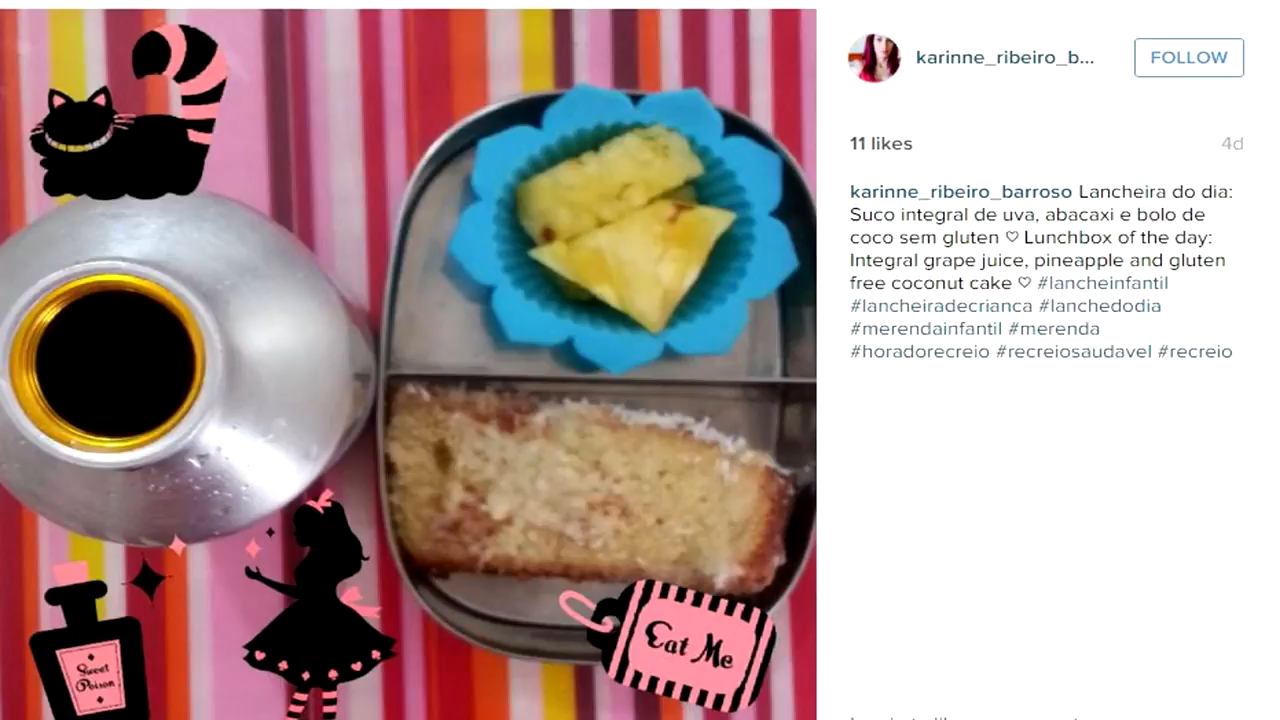 karinne_ribeiro_b...
FOLLOW
11 likes
4d
karinne_ribeiro_barroso Lancheira do dia:
Suco integral de uva, abacaxi e bolo de
coco sem gluten ♡ Lunchbox of the day:
Integral grape juice, pineapple and gluten
free coconut cake ♡ #lancheinfantil
#lancheiradecrianca #lanchedodia
#merendainfantil #merenda
#horadorecreio #recreiosaudavel #recreio
Eat Me
Sweet
Poison